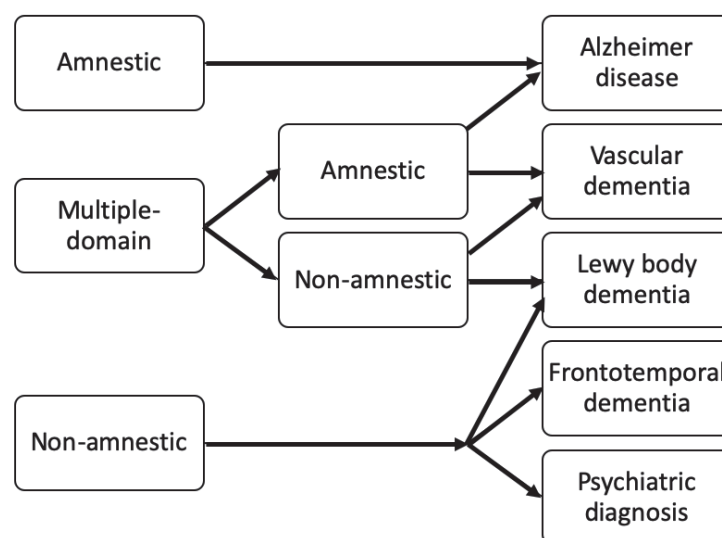 Amnestic
Alzheimer
disease
Multiple-
domain
Amnestic
Vascular
dementia
Non-amnestic
Lewy body
dementia
Non-amnestic
Frontotemporal
dementia
Psychiatric
diagnosis